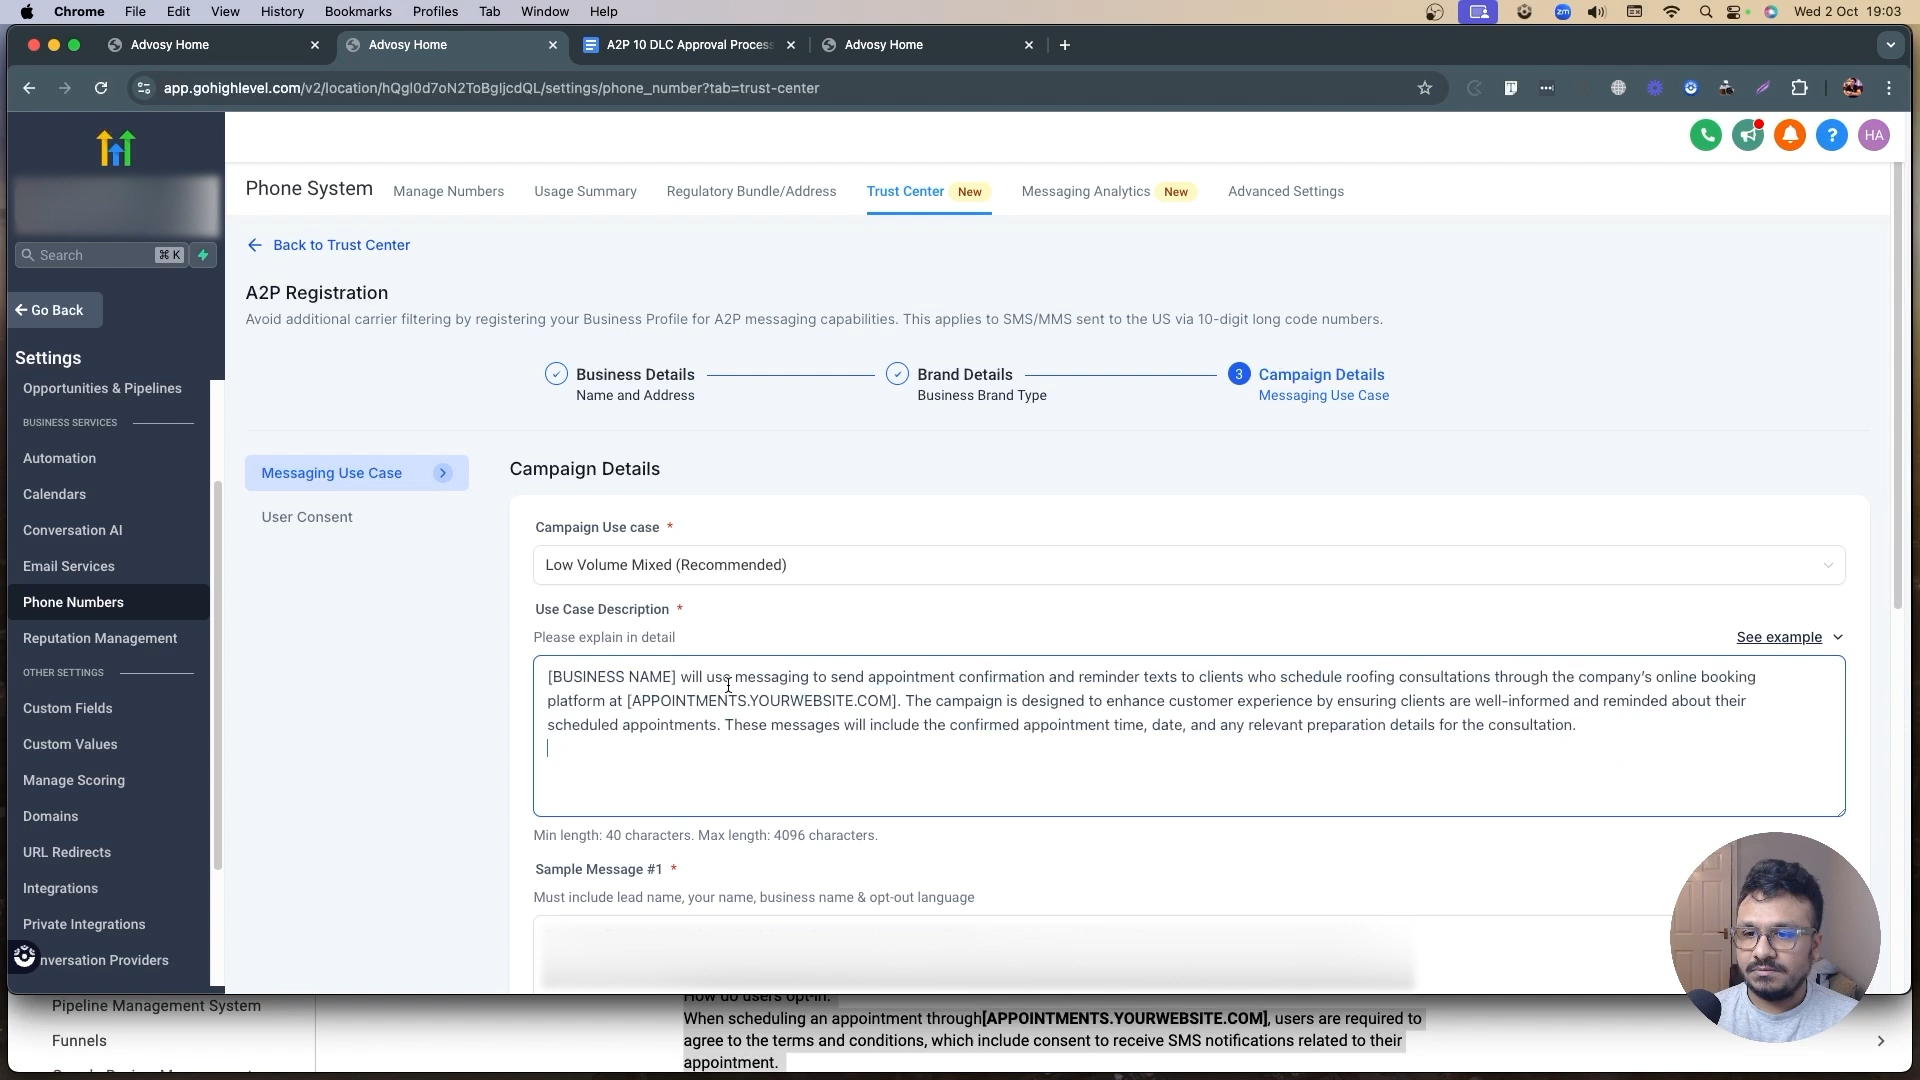 Chrome File Edit View History Bookmarks Profiles Tab Window Help
zm Wed 2 Oct 19:03
Advosy Home
Advosy Home
A2P 10 DLC Approval Process
Advosy Home
app.gohighlevel.com/v2/location/hQgl0d7oN2ToBgljcdQL/settings/phone_number?tab=trust-center
HA
Phone System Manage Numbers Usage Summary Regulatory Bundle/Address Trust Center New Messaging Analytics New Advanced Settings
Search ⌘ K
Go Back
Settings
Opportunities & Pipelines
BUSINESS SERVICES
Automation
Calendars
Conversation AI
Email Services
Phone Numbers
Reputation Management
OTHER SETTINGS
Custom Fields
Custom Values
Manage Scoring
Domains
URL Redirects
Integrations
Private Integrations
nversation Providers
Back to Trust Center
A2P Registration
Avoid additional carrier filtering by registering your Business Profile for A2P messaging capabilities. This applies to SMS/MMS sent to the US via 10-digit long code numbers.
Business Details
Name and Address
Brand Details
Business Brand Type
3 Campaign Details
Messaging Use Case
Messaging Use Case
User Consent
Campaign Details
Campaign Use case *
Low Volume Mixed (Recommended)
Use Case Description *
Please explain in detail
See example
[BUSINESS NAME] will use messaging to send appointment confirmation and reminder texts to clients who schedule roofing consultations through the company's online booking
platform at [APPOINTMENTS.YOURWEBSITE.COM]. The campaign is designed to enhance customer experience by ensuring clients are well-informed and reminded about their
scheduled appointments. These messages will include the confirmed appointment time, date, and any relevant preparation details for the consultation.
Min length: 40 characters. Max length: 4096 characters.
Sample Message #1 *
Must include lead name, your name, business name & opt-out language
Pipeline Management System
Funnels
How do users opt-in:
When scheduling an appointment through[APPOINTMENTS.YOURWEBSITE.COM], users are required to
agree to the terms and conditions, which include consent to receive SMS notifications related to their
appointment.